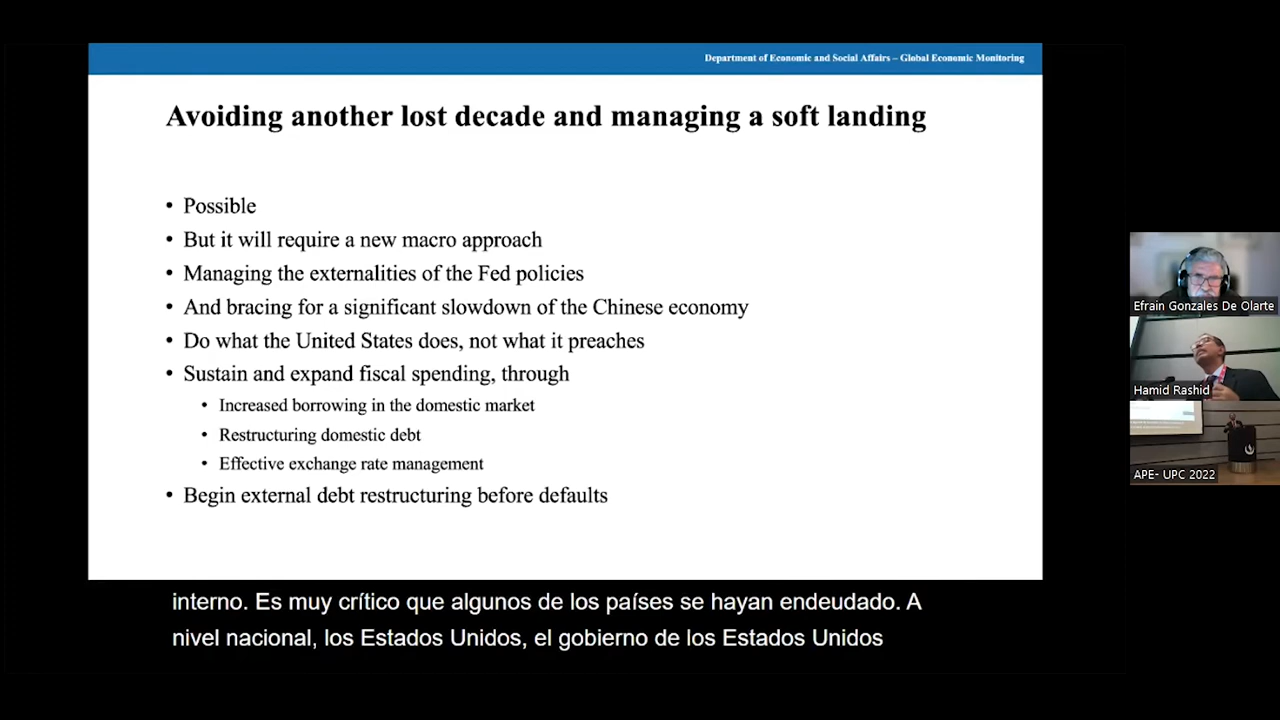 Department of Economic and Social Affairs – Global Economic Monitoring
Avoiding another lost decade and managing a soft landing
• Possible
• But it will require a new macro approach
• Managing the externalities of the Fed policies
• And bracing for a significant slowdown of the Chinese economy
• Do what the United States does, not what it preaches
• Sustain and expand fiscal spending, through
• Increased borrowing in the domestic market
• Restructuring domestic debt
• Effective exchange rate management
• Begin external debt restructuring before defaults
Efrain Gonzales De Olarte
Hamid Rashid
APE- UPC 2022
interno. Es muy crítico que algunos de los países se hayan endeudado. A
nivel nacional, los Estados Unidos, el gobierno de los Estados Unidos